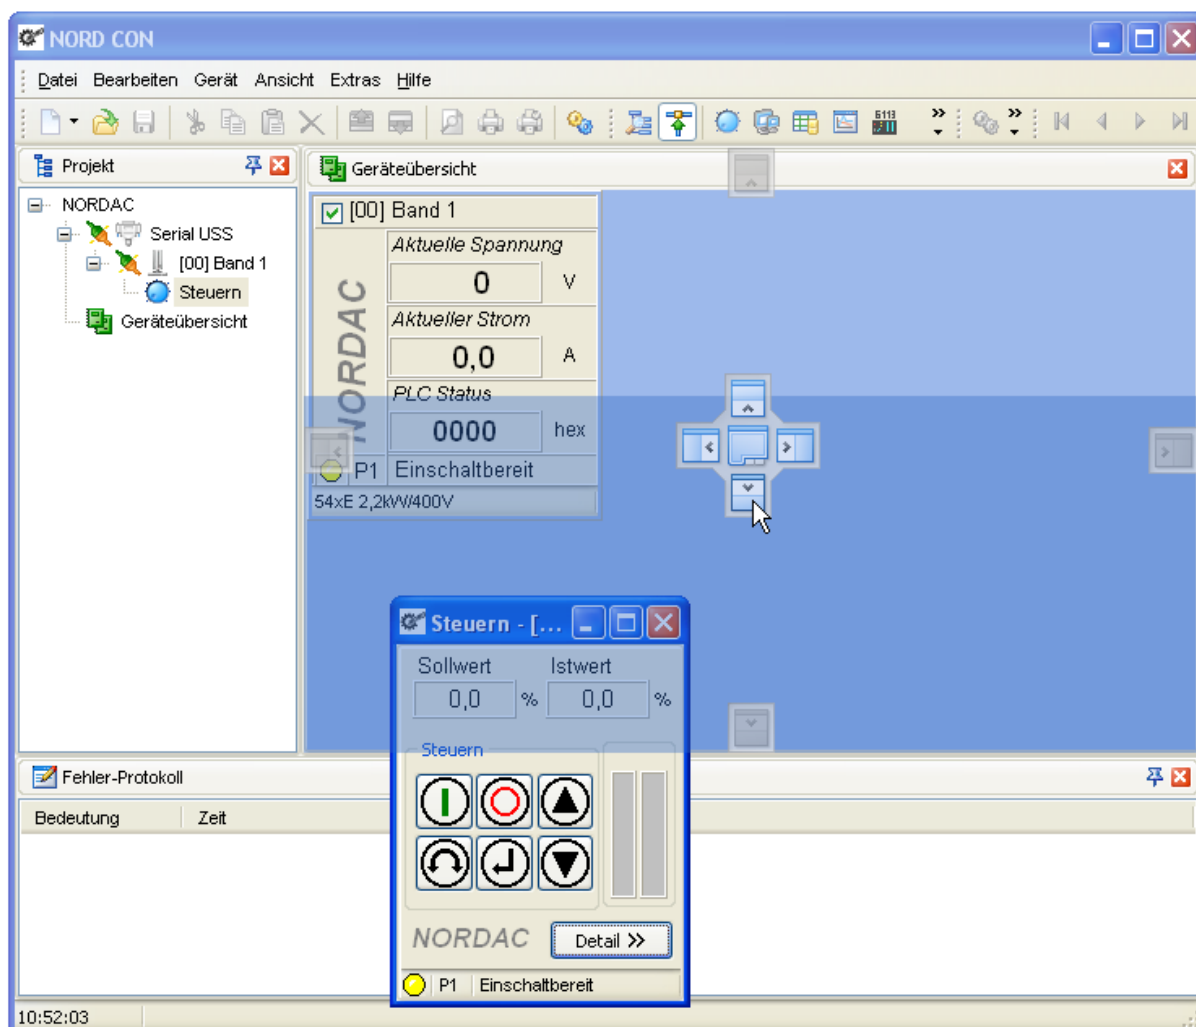 NORD CON
Datei Bearbeiten Gerät Ansicht Extras Hilfe
Projekt
Geräteübersicht
NORDAC
Serial USS
[00] Band 1
Steuern
Geräteübersicht
[00] Band 1
NORDAC
Aktuelle Spannung
0 V
Aktueller Strom
0,0 A
PLC Status
0000 hex
P1 Einschaltbereit
54xE 2,2kW/400V
Steuern - [...
Sollwert Istwert
0,0 % 0,0 %
Steuern
NORDAC Detail >>
P1 Einschaltbereit
Fehler-Protokoll
Bedeutung Zeit
10:52:03